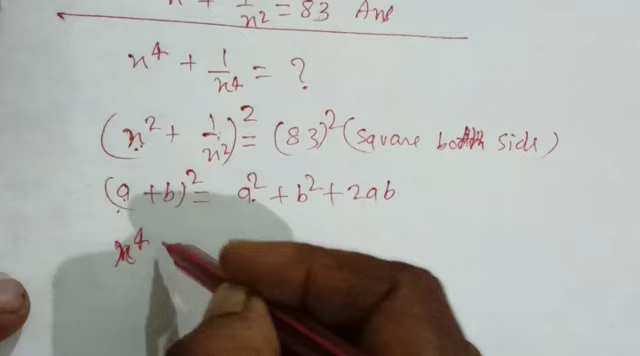 x² + 1/x² = 83 Ans
x⁴ + 1/x⁴ = ?
(x² + 1/x²)² = (83)² (square both side)
(a + b)² = a² + b² + 2ab
x⁴